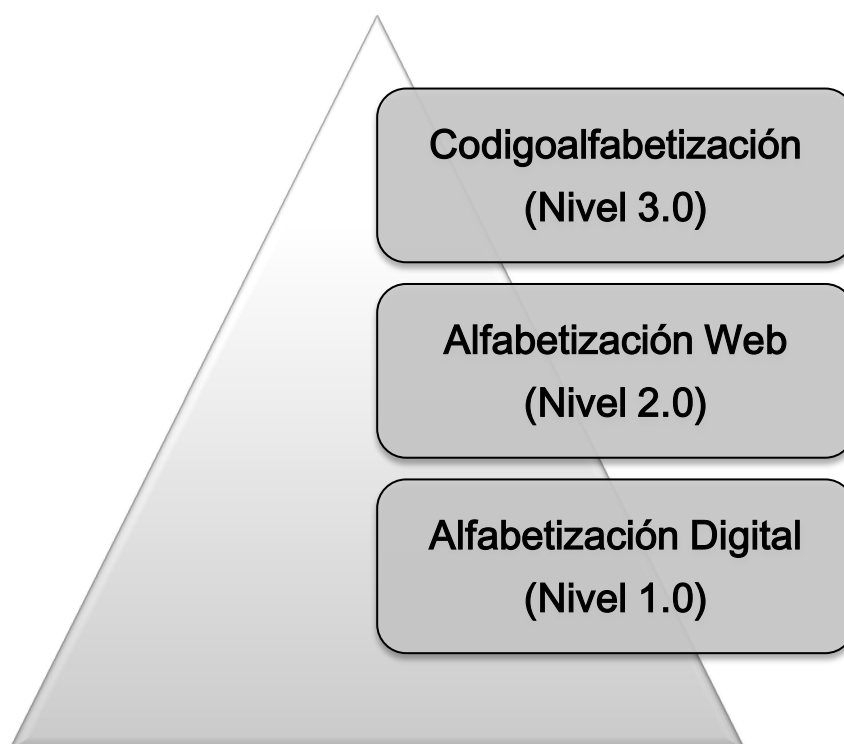 Codigoalfabetización
(Nivel 3.0)
Alfabetización Web
(Nivel 2.0)
Alfabetización Digital
(Nivel 1.0)